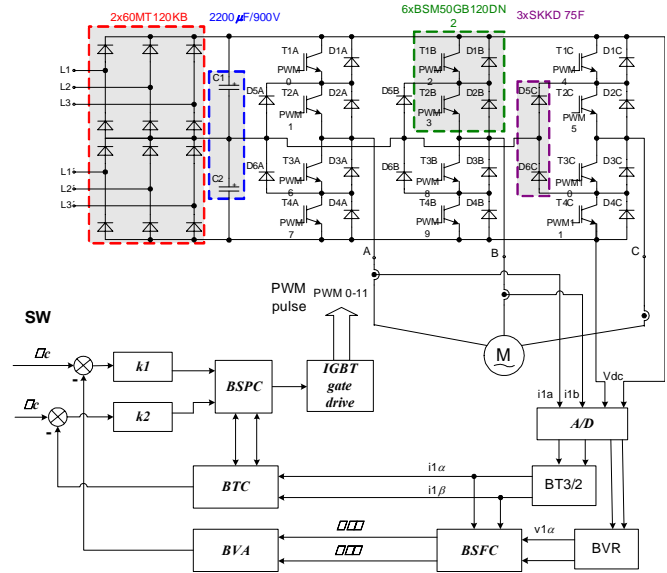 2x60MT120KB
2200 μF/900V
6xBSM50GB120DN
2
3xSKKD 75F
L1
L2
L3
L1
L2
L3
C1
C2
T1A
PWM
0
D1A
D5A
T2A
PWM
1
D2A
D6A
T3A
PWM
6
D3A
T4A
PWM
7
D4A
T1B
PWM
2
D1B
D5B
T2B
PWM
3
D2B
D6B
T3B
PWM
8
D3B
T4B
PWM
9
D4B
T1C
PWM
4
D1C
D5C
T2C
PWM
5
D2C
D6C
T3C
PWM1
0
D3C
T4C
PWM1
1
D4C
A
B
C
PWM
pulse
PWM 0-11
M
SW
c
-
k1
c
-
k2
BSPC
IGBT
gate
drive
i1a
i1b
Vdc
A/D
BTC
i1α
i1β
BT3/2
BVA
BSFC
v1α
BVR